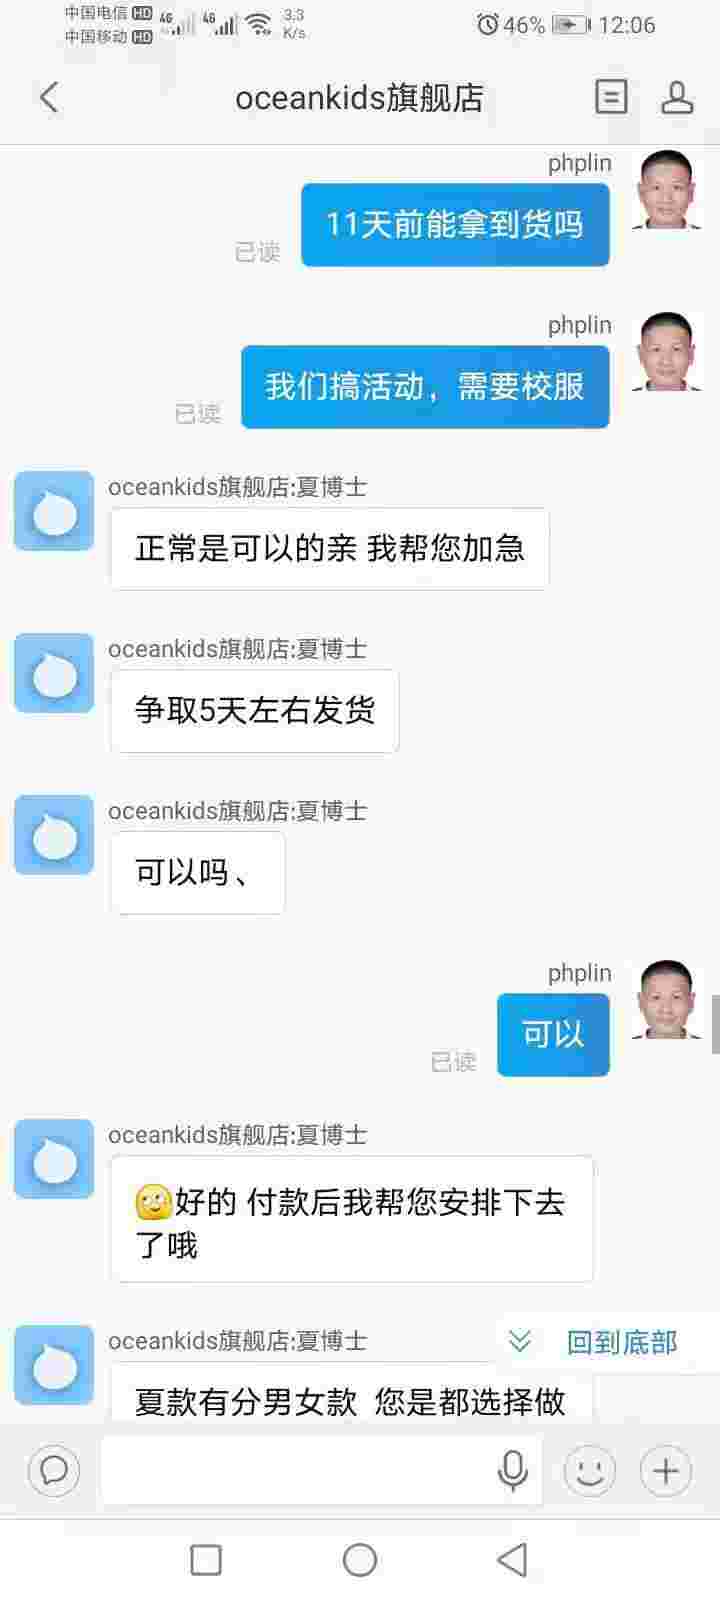 中国电信 HD 4G 4G 3.3 46% 12:06
中国移动 HD K/s
oceankids旗舰店
phplin
11天前能拿到货吗
已读
phplin
我们搞活动，需要校服
已读
oceankids旗舰店:夏博士
正常是可以的亲 我帮您加急
oceankids旗舰店:夏博士
争取5天左右发货
oceankids旗舰店:夏博士
可以吗、
phplin
可以
已读
oceankids旗舰店:夏博士
好的 付款后我帮您安排下去
了哦
oceankids旗舰店:夏博士
回到底部
夏款有分男女款 您是都选择做